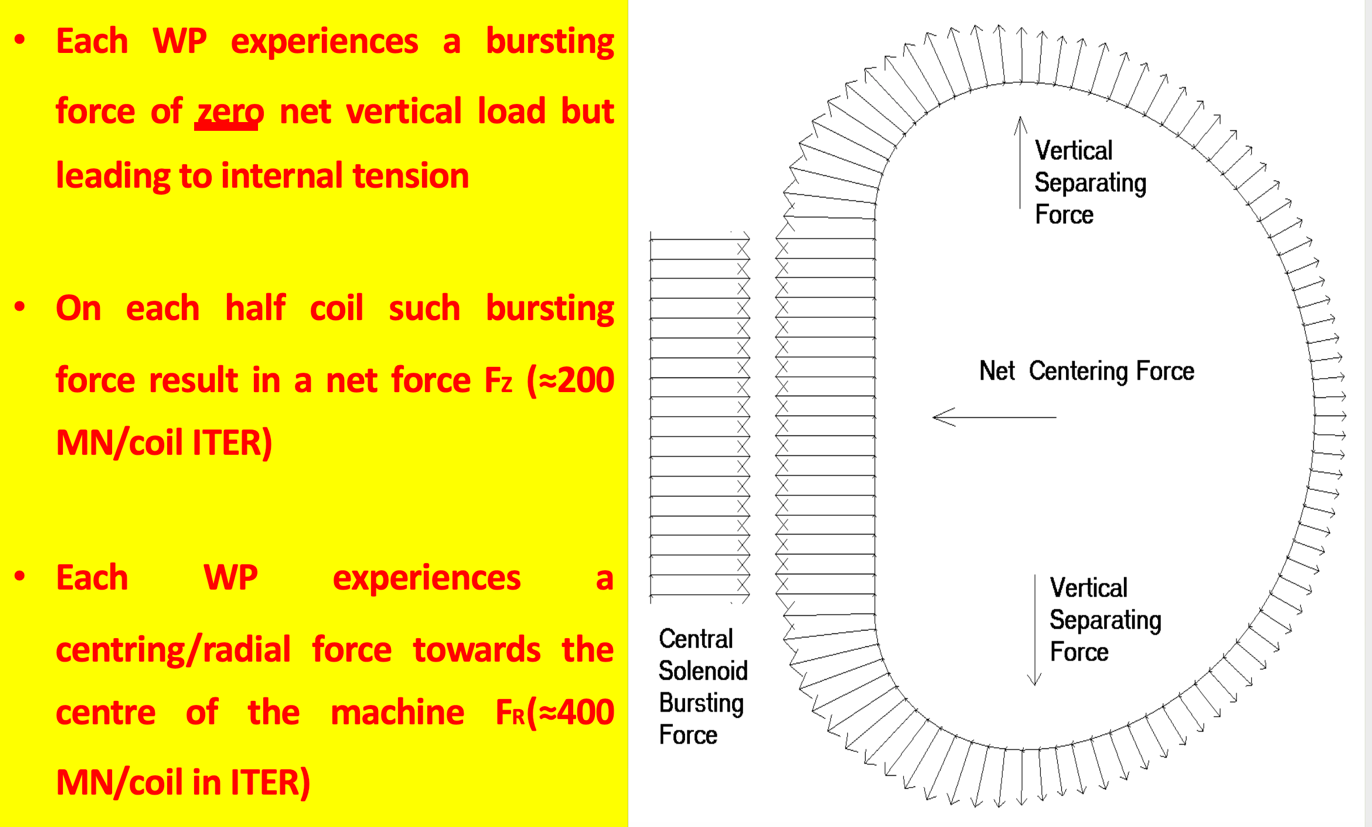 • Each WP experiences a bursting
force of zero net vertical load but
leading to internal tension
• On each half coil such bursting
force result in a net force Fz (≈200
MN/coil ITER)
• Each WP experiences a
centring/radial force towards the
centre of the machine FR(≈400
MN/coil in ITER)
Vertical
Separating
Force
Net Centering Force
Vertical
Separating
Force
Central
Solenoid
Bursting
Force